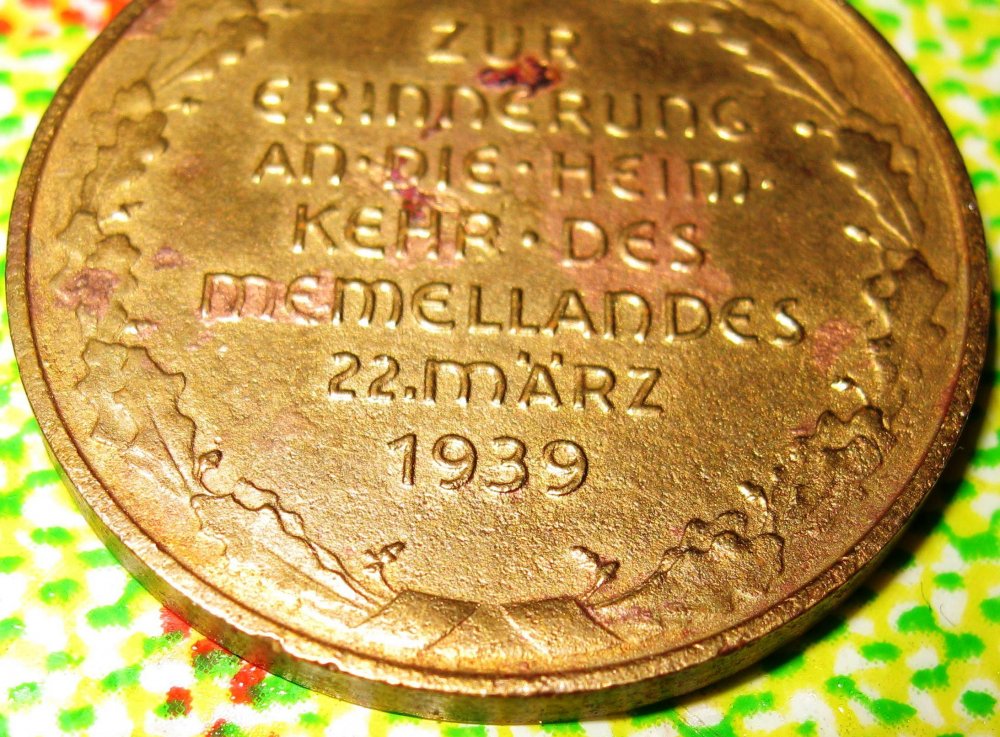 ZUR
ERINNERUNG
AN·DIE·HEIM·
KEHR·DES
MEMELLANDES
22.MÄRZ
1939